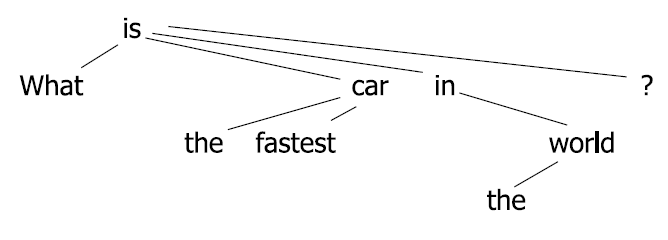 is
What car in ?
the fastest world
the